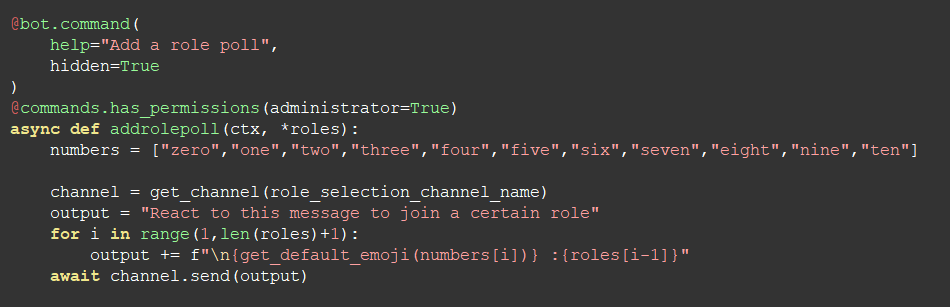 @bot.command(
    help="Add a role poll",
    hidden=True
)
@commands.has_permissions(administrator=True)
async def addrolepoll(ctx, *roles):
    numbers = ["zero","one","two","three","four","five","six","seven","eight","nine","ten"]

    channel = get_channel(role_selection_channel_name)
    output = "React to this message to join a certain role"
    for i in range(1,len(roles)+1):
        output += f"\n{get_default_emoji(numbers[i])} :{roles[i-1]}"
    await channel.send(output)